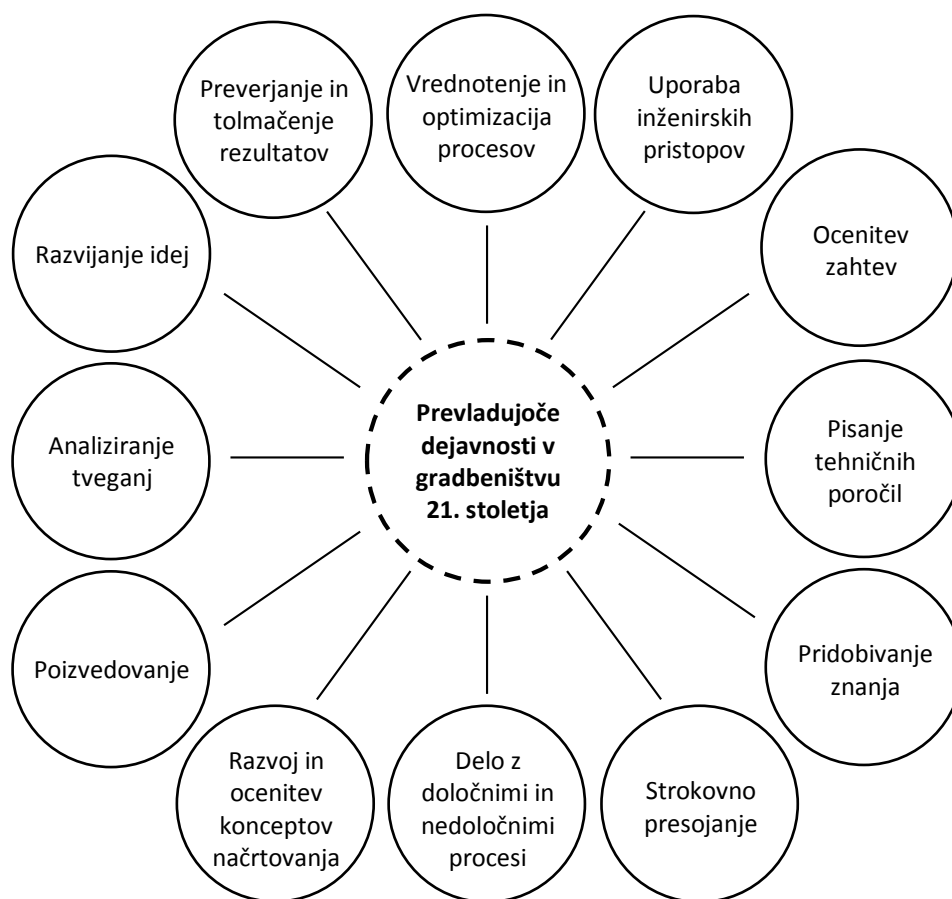 Preverjanje in
tolmačenje
rezultatov
Vrednotenje in
optimizacija
procesov
Uporaba
inženirskih
pristopov
Razvijanje idej
Ocenitev
zahtev
Analiziranje
tveganj
Prevladujoče
dejavnosti v
gradbeništvu
21. stoletja
Pisanje
tehničnih
poročil
Poizvedovanje
Pridobivanje
znanja
Razvoj in
ocenitev
konceptov
načrtovanja
Delo z
določnimi in
nedoločnimi
procesi
Strokovno
presojanje